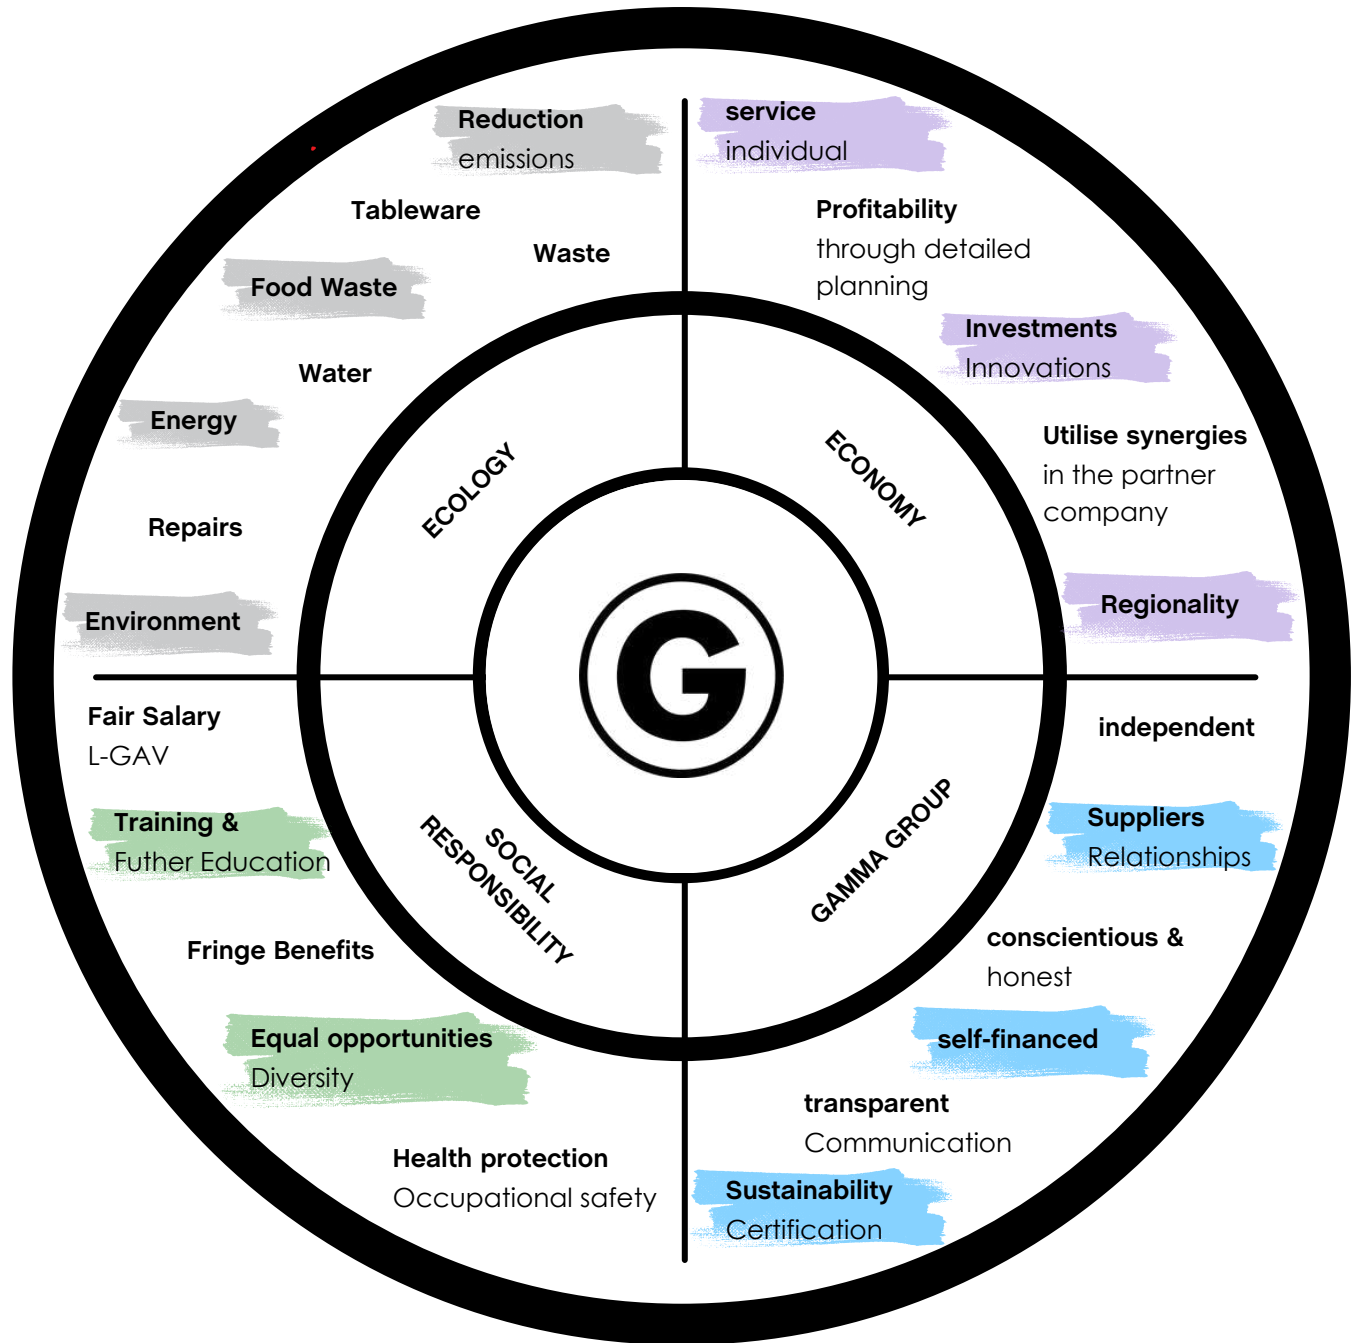 Reduction
emissions
Tableware
Waste
Food Waste
Water
Energy
Repairs
Environment
service
individual
Profitability
through detailed
planning
Investments
Innovations
Utilise synergies
in the partner
company
Regionality
ECOLOGY
ECONOMY
G
SOCIAL
RESPONSIBILITY
GAMMA GROUP
Fair Salary
L-GAV
Training &
Futher Education
Fringe Benefits
Equal opportunities
Diversity
Health protection
Occupational safety
independent
Suppliers
Relationships
conscientious &
honest
self-financed
transparent
Communication
Sustainability
Certification